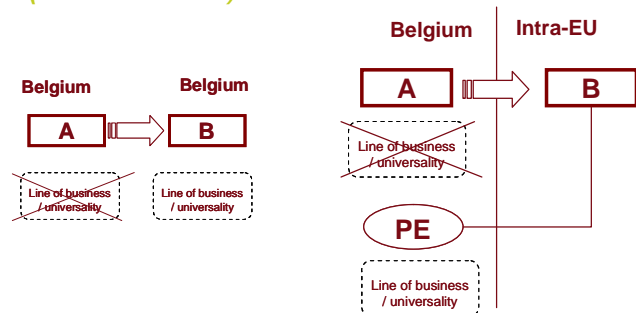 Belgium
Belgium
A
B
Line of business
/ universality
Line of business
/ universality
Belgium
Intra-EU
A
B
Line of business
/ universality
PE
Line of business
/ universality